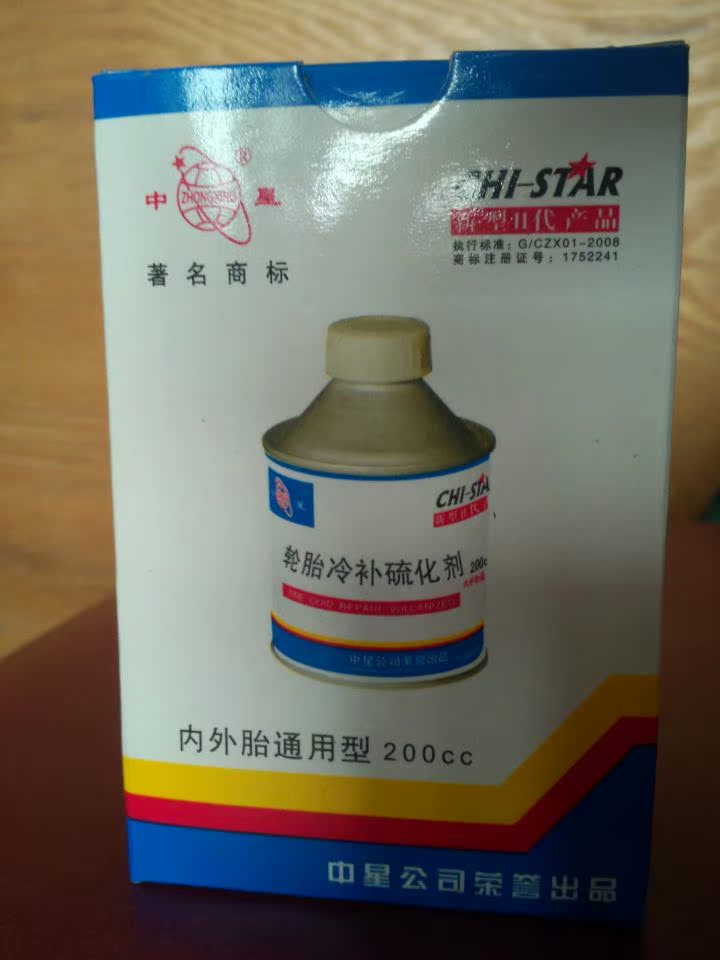 中 ZHONGXING 星 ®
著名商标
CHI-STAR
新型II代产品
执行标准：G/CZX01-2008
商标注册证号：1752241
CHI-STA
新型II代
轮胎冷补硫化剂 200c
中星公司荣誉出品
内外胎通用型 200cc
中星公司荣誉出品